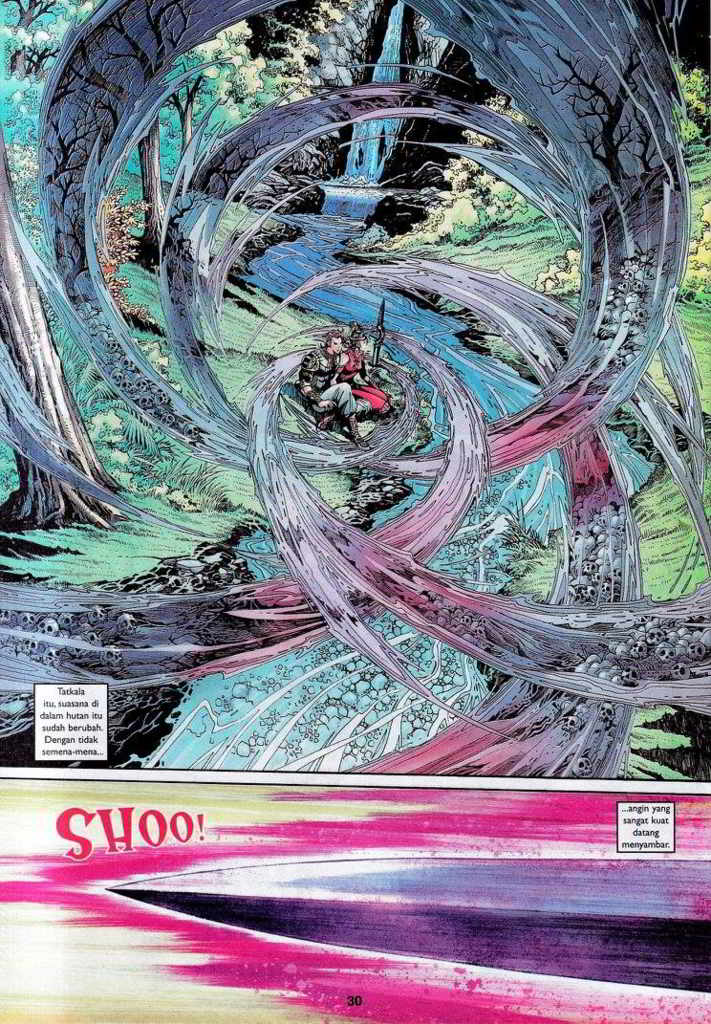 Tatkala
itu, suasana di
dalam hutan itu
sudah berubah.
Dengan tidak
semena-mena...
SHOO!
...angin yang
sangat kuat
datang
menyambar.
30